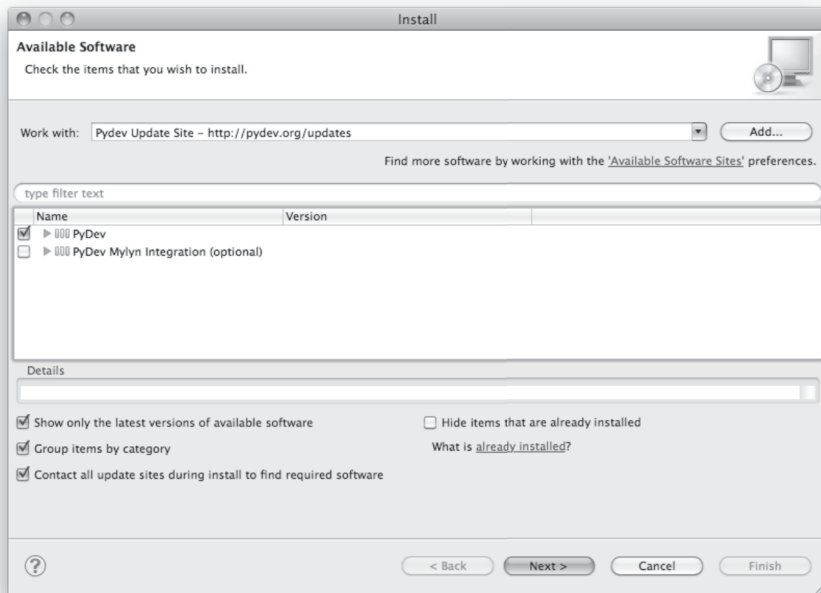 Install
Available Software
Check the items that you wish to install.
Work with: Pydev Update Site – http://pydev.org/updates Add...
Find more software by working with the 'Available Software Sites' preferences.
type filter text
Name Version
PyDev
PyDev Mylyn Integration (optional)
Details
Show only the latest versions of available software Hide items that are already installed
Group items by category What is already installed?
Contact all update sites during install to find required software
? < Back Next > Cancel Finish